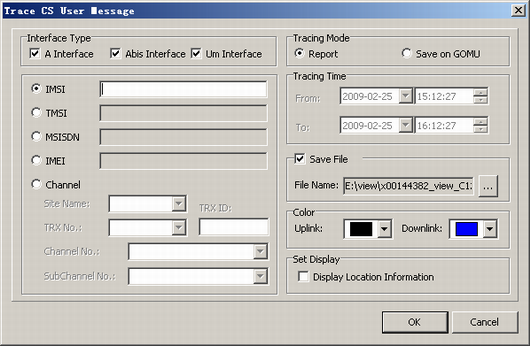 Trace CS User Message
Interface Type
A Interface
Abis Interface
Um Interface
IMSI
TMSI
MSISDN
IMEI
Channel
Site Name:
TRX ID:
TRX No.:
Channel No.:
SubChannel No.:
Tracing Mode
Report
Save on GOMU
Tracing Time
From:
2009-02-25
15:12:27
To:
2009-02-25
16:12:27
Save File
File Name:
E:\view\x00144382_view_C12
...
Color
Uplink:
Downlink:
Set Display
Display Location Information
OK
Cancel